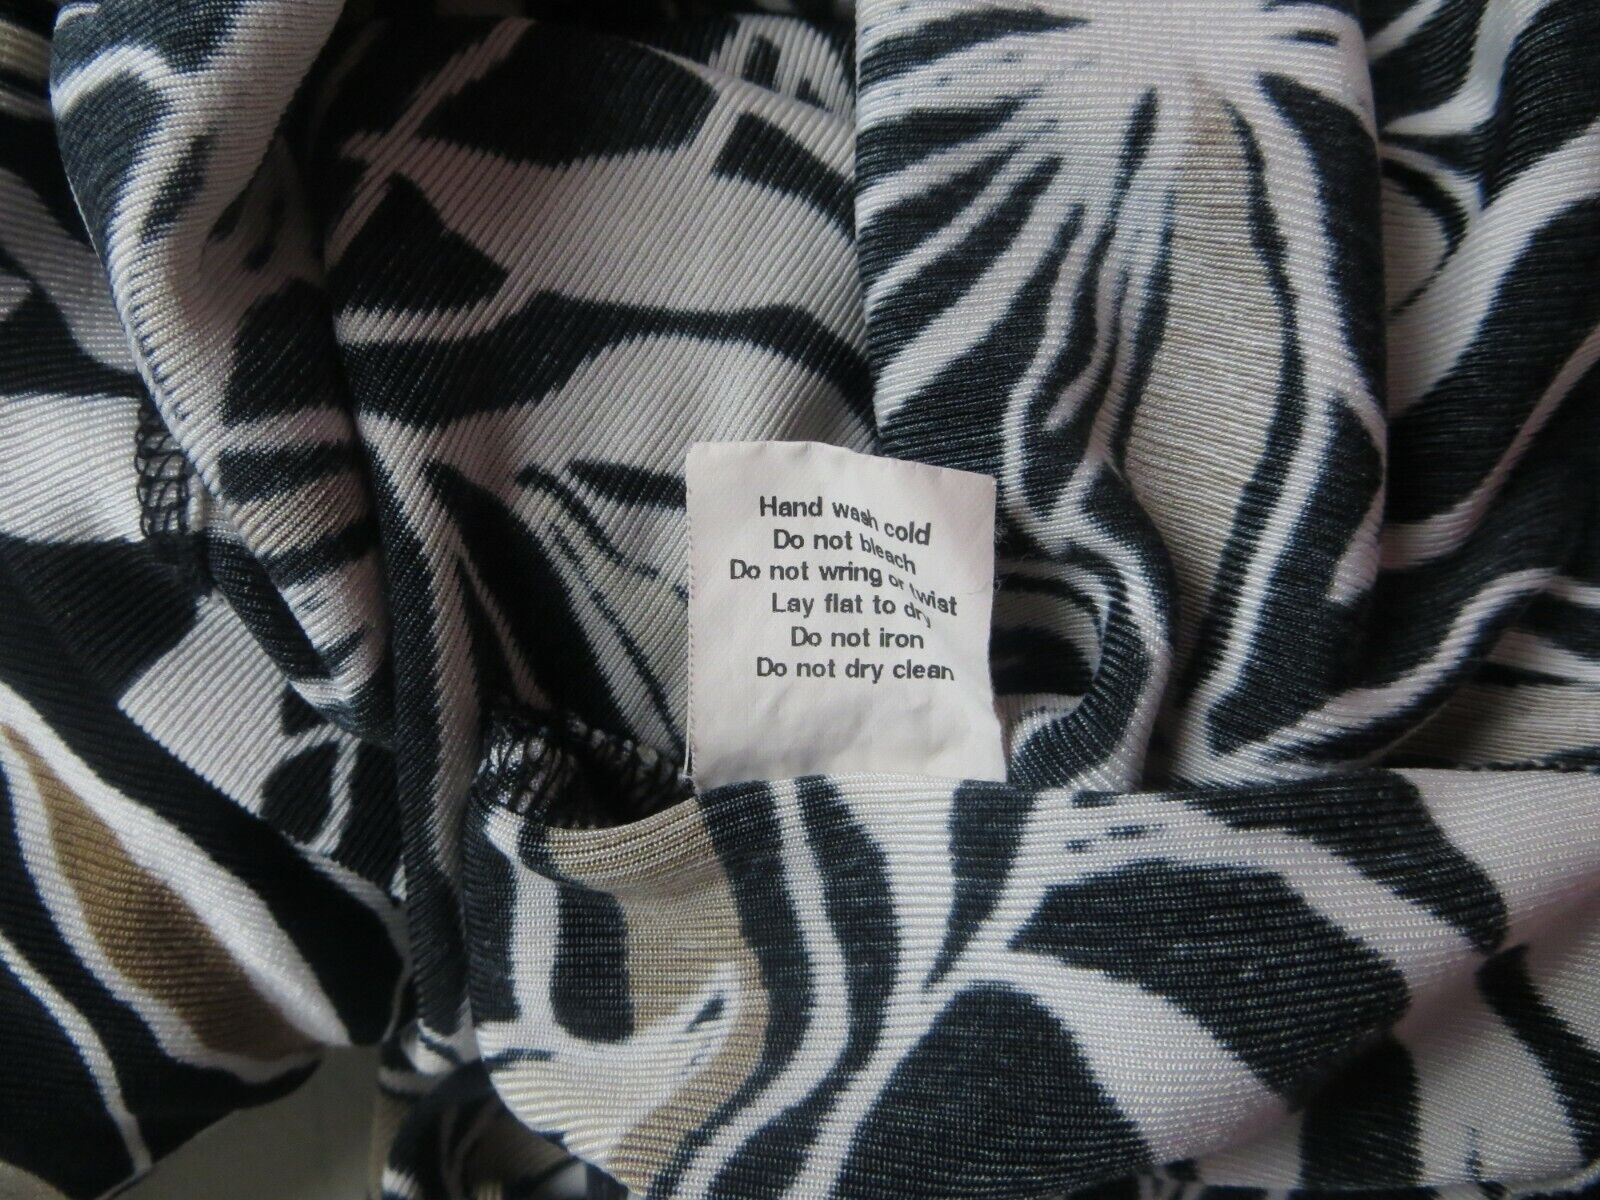 Hand wash cold
Do not bleach
Do not wring or twist
Lay flat to dry
Do not iron
Do not dry clean